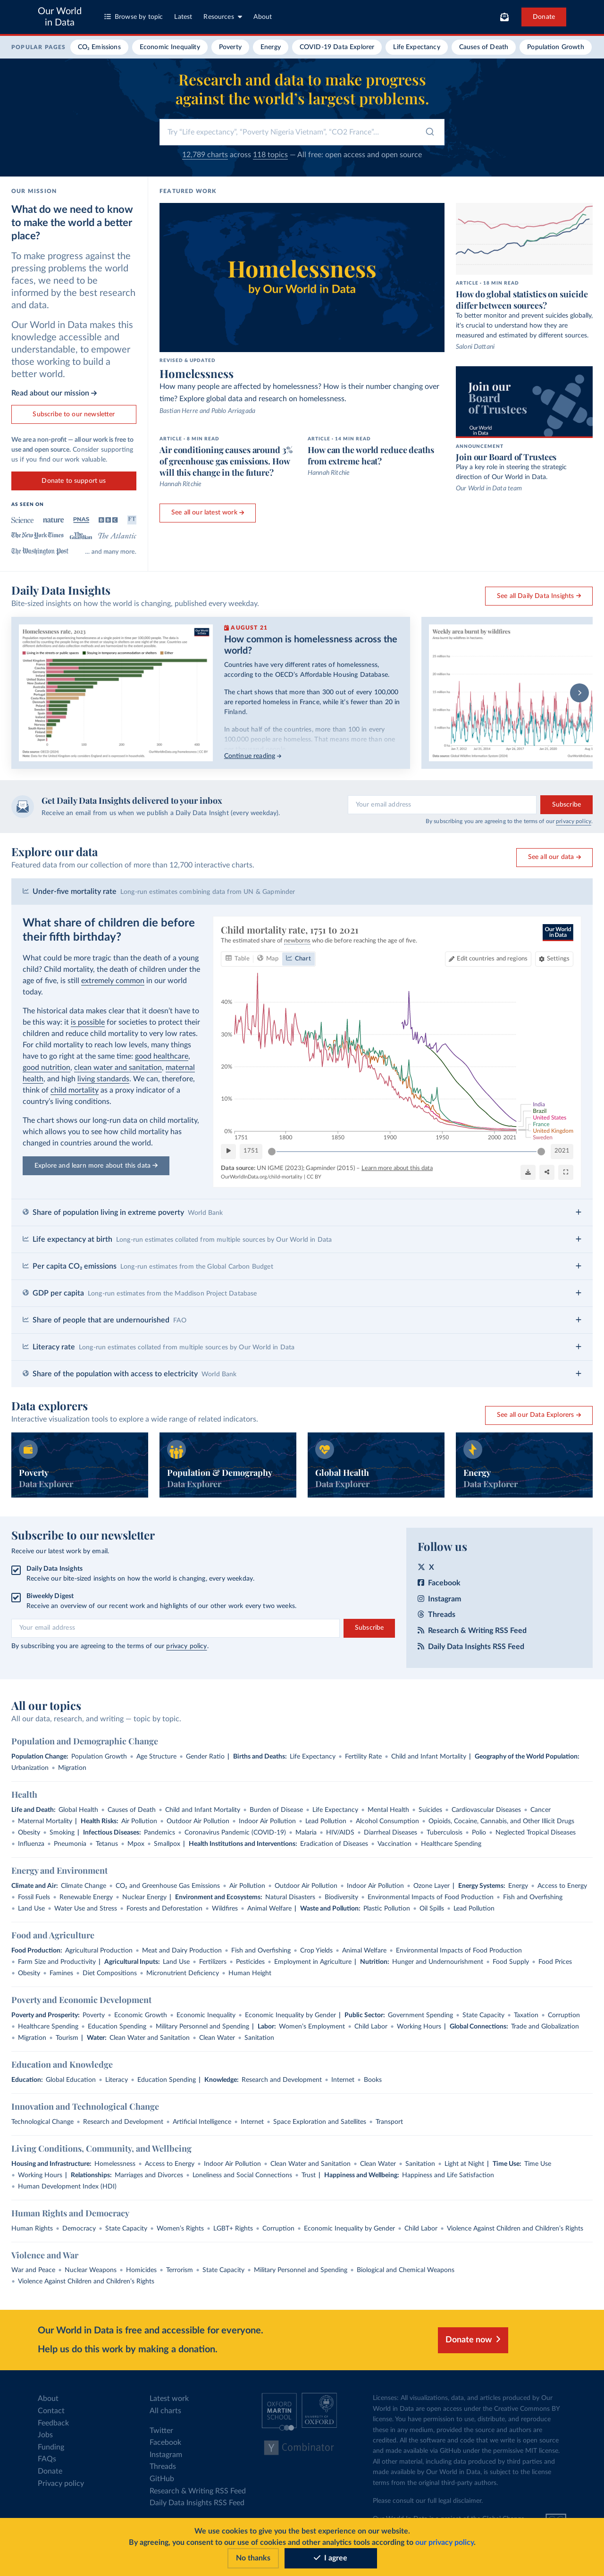 Our World
in Data
Browse by topic
Latest
Resources
About
Donate
POPULAR PAGES
CO₂ Emissions
Economic Inequality
Poverty
Energy
COVID-19 Data Explorer
Life Expectancy
Causes of Death
Population Growth
Research and data to make progress
against the world’s largest problems.
Try "Life expectancy", "Poverty Nigeria Vietnam", "CO2 France"...
12,789 charts across 118 topics — All free: open access and open source
OUR MISSION
What do we need to know
to make the world a better
place?
To make progress against the
pressing problems the world
faces, we need to be
informed by the best research
and data.
Our World in Data makes this
knowledge accessible and
understandable, to empower
those working to build a
better world.
Read about our mission →
Subscribe to our newsletter
We are a non-profit — all our work is free to
use and open source. Consider supporting
us if you find our work valuable.
Donate to support us
AS SEEN ON
Science nature PNAS BBC FT
The New York Times The Guardian The Atlantic
The Washington Post ... and many more.
FEATURED WORK
Homelessness
by Our World in Data
REVISED & UPDATED
Homelessness
How many people are affected by homelessness? How is their number changing over
time? Explore global data and research on homelessness.
Bastian Herre and Pablo Arriagada
ARTICLE • 8 MIN READ
Air conditioning causes around 3%
of greenhouse gas emissions. How
will this change in the future?
Hannah Ritchie
ARTICLE • 14 MIN READ
How can the world reduce deaths
from extreme heat?
Hannah Ritchie
See all our latest work →
ARTICLE • 18 MIN READ
How do global statistics on suicide
differ between sources?
To better monitor and prevent suicides globally,
it's crucial to understand how they are
measured and estimated by different sources.
Saloni Dattani
Join our
Board of Trustees
Our World
in Data
ANNOUNCEMENT
Join our Board of Trustees
Play a key role in steering the strategic
direction of Our World in Data.
Our World in Data team
Daily Data Insights
Bite-sized insights on how the world is changing, published every weekday.
See all Daily Data Insights →
Homelessness rate, 2023
AUGUST 21
How common is homelessness across the
world?
Countries have very different rates of homelessness,
according to the OECD's Affordable Housing Database.
The chart shows that more than 300 out of every 100,000
are reported homeless in France, while it's fewer than 20 in
Finland.
In about half of the countries, more than 100 in every
100,000 people are homeless. That means more than one
Continue reading →
Weekly area burnt by wildfires
Get Daily Data Insights delivered to your inbox
Receive an email from us when we publish a Daily Data Insight (every weekday).
Your email address
Subscribe
By subscribing you are agreeing to the terms of our privacy policy.
Explore our data
Featured data from our collection of more than 12,700 interactive charts.
See all our data →
Under-five mortality rate Long-run estimates combining data from UN & Gapminder
What share of children die before
their fifth birthday?
What could be more tragic than the death of a young
child? Child mortality, the death of children under the
age of five, is still extremely common in our world
today.
The historical data makes clear that it doesn't have to
be this way: it is possible for societies to protect their
children and reduce child mortality to very low rates.
For child mortality to reach low levels, many things
have to go right at the same time: good healthcare,
good nutrition, clean water and sanitation, maternal
health, and high living standards. We can, therefore,
think of child mortality as a proxy indicator of a
country's living conditions.
The chart shows our long-run data on child mortality,
which allows you to see how child mortality has
changed in countries around the world.
Explore and learn more about this data →
Child mortality rate, 1751 to 2021
The estimated share of newborns who die before reaching the age of five.
Our World
in Data
Table
Map
Chart
Edit countries and regions
Settings
40%
30%
20%
10%
0%
1751 1800 1850 1900 1950 2000 2021
India
Brazil
United States
France
United Kingdom
Sweden
1751
2021
Data source: UN IGME (2023); Gapminder (2015) – Learn more about this data
OurWorldInData.org/child-mortality | CC BY
Share of population living in extreme poverty World Bank
Life expectancy at birth Long-run estimates collated from multiple sources by Our World in Data
Per capita CO₂ emissions Long-run estimates from the Global Carbon Budget
GDP per capita Long-run estimates from the Maddison Project Database
Share of people that are undernourished FAO
Literacy rate Long-run estimates collated from multiple sources by Our World in Data
Share of the population with access to electricity World Bank
Data explorers
Interactive visualization tools to explore a wide range of related indicators.
See all our Data Explorers →
Poverty
Data Explorer
Population & Demography
Data Explorer
Global Health
Data Explorer
Energy
Data Explorer
Subscribe to our newsletter
Receive our latest work by email.
Daily Data Insights
Receive our bite-sized insights on how the world is changing, every weekday.
Biweekly Digest
Receive an overview of our recent work and highlights of our other work every two weeks.
Your email address
Subscribe
By subscribing you are agreeing to the terms of our privacy policy.
Follow us
X
Facebook
Instagram
Threads
Research & Writing RSS Feed
Daily Data Insights RSS Feed
All our topics
All our data, research, and writing — topic by topic.
Population and Demographic Change
Population Change: Population Growth • Age Structure • Gender Ratio | Births and Deaths: Life Expectancy • Fertility Rate • Child and Infant Mortality | Geography of the World Population:
Urbanization • Migration
Health
Life and Death: Global Health • Causes of Death • Child and Infant Mortality • Burden of Disease • Life Expectancy • Mental Health • Suicides • Cardiovascular Diseases • Cancer
• Maternal Mortality | Health Risks: Air Pollution • Outdoor Air Pollution • Indoor Air Pollution • Lead Pollution • Alcohol Consumption • Opioids, Cocaine, Cannabis, and Other Illicit Drugs
• Obesity • Smoking | Infectious Diseases: Pandemics • Coronavirus Pandemic (COVID-19) • Malaria • HIV/AIDS • Diarrheal Diseases • Tuberculosis • Polio • Neglected Tropical Diseases
• Influenza • Pneumonia • Tetanus • Mpox • Smallpox | Health Institutions and Interventions: Eradication of Diseases • Vaccination • Healthcare Spending
Energy and Environment
Climate and Air: Climate Change • CO₂ and Greenhouse Gas Emissions • Air Pollution • Outdoor Air Pollution • Indoor Air Pollution • Ozone Layer | Energy Systems: Energy • Access to Energy
• Fossil Fuels • Renewable Energy • Nuclear Energy | Environment and Ecosystems: Natural Disasters • Biodiversity • Environmental Impacts of Food Production • Fish and Overfishing
• Land Use • Water Use and Stress • Forests and Deforestation • Wildfires • Animal Welfare | Waste and Pollution: Plastic Pollution • Oil Spills • Lead Pollution
Food and Agriculture
Food Production: Agricultural Production • Meat and Dairy Production • Fish and Overfishing • Crop Yields • Animal Welfare • Environmental Impacts of Food Production
• Farm Size and Productivity | Agricultural Inputs: Land Use • Fertilizers • Pesticides • Employment in Agriculture | Nutrition: Hunger and Undernourishment • Food Supply • Food Prices
• Obesity • Famines • Diet Compositions • Micronutrient Deficiency • Human Height
Poverty and Economic Development
Poverty and Prosperity: Poverty • Economic Growth • Economic Inequality • Economic Inequality by Gender | Public Sector: Government Spending • State Capacity • Taxation • Corruption
• Healthcare Spending • Education Spending • Military Personnel and Spending | Labor: Women's Employment • Child Labor • Working Hours | Global Connections: Trade and Globalization
• Migration • Tourism | Water: Clean Water and Sanitation • Clean Water • Sanitation
Education and Knowledge
Education: Global Education • Literacy • Education Spending | Knowledge: Research and Development • Internet • Books
Innovation and Technological Change
Technological Change • Research and Development • Artificial Intelligence • Internet • Space Exploration and Satellites • Transport
Living Conditions, Community, and Wellbeing
Housing and Infrastructure: Homelessness • Access to Energy • Indoor Air Pollution • Clean Water and Sanitation • Clean Water • Sanitation • Light at Night | Time Use: Time Use
• Working Hours | Relationships: Marriages and Divorces • Loneliness and Social Connections • Trust | Happiness and Wellbeing: Happiness and Life Satisfaction
• Human Development Index (HDI)
Human Rights and Democracy
Human Rights • Democracy • State Capacity • Women's Rights • LGBT+ Rights • Corruption • Economic Inequality by Gender • Child Labor • Violence Against Children and Children's Rights
Violence and War
War and Peace • Nuclear Weapons • Homicides • Terrorism • State Capacity • Military Personnel and Spending • Biological and Chemical Weapons
• Violence Against Children and Children's Rights
Our World in Data is free and accessible for everyone.
Help us do this work by making a donation.
Donate now
About
Contact
Feedback
Jobs
Funding
FAQs
Donate
Privacy policy
Latest work
All charts
Twitter
Facebook
Instagram
Threads
GitHub
Research & Writing RSS Feed
Daily Data Insights RSS Feed
OXFORD
MARTIN
SCHOOL
UNIVERSITY OF
OXFORD
Y Combinator
Licenses: All visualizations, data, and articles produced by Our
World in Data are open access under the Creative Commons BY
license. You have permission to use, distribute, and reproduce
these in any medium, provided the source and authors are
credited. All the software and code that we write is open source
and made available via GitHub under the permissive MIT license.
All other material, including data produced by third parties and
made available by Our World in Data, is subject to the license
terms from the original third-party authors.
Please consult our full legal disclaimer.
We use cookies to give you the best experience on our website.
By agreeing, you consent to our use of cookies and other analytics tools according to our privacy policy.
No thanks
I agree